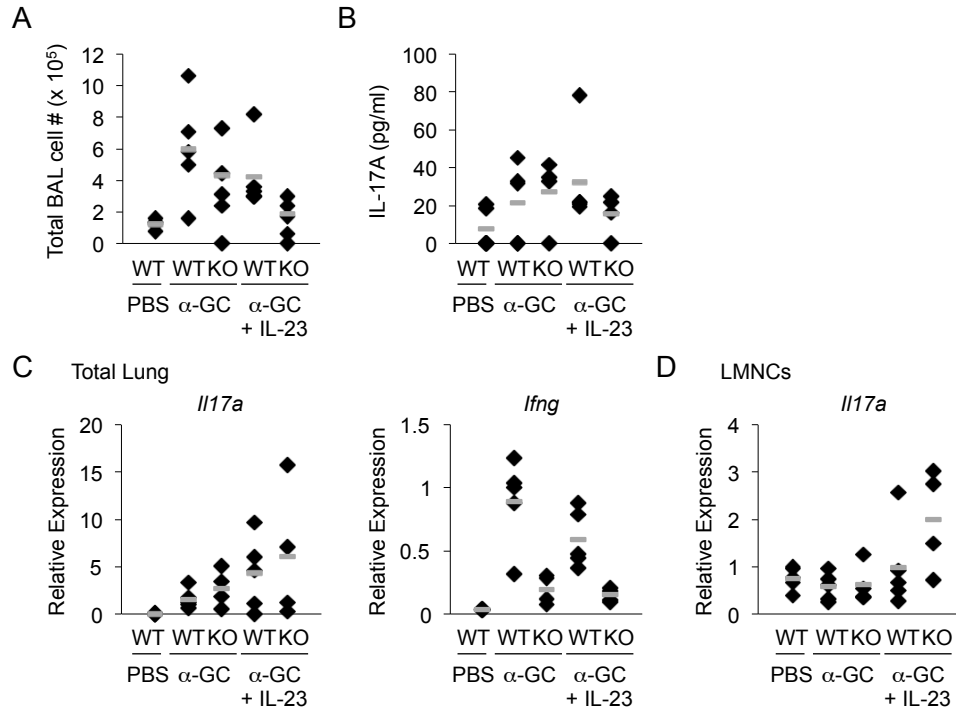 A
Total BAL cell # (x 10⁵)
12
10
8
6
4
2
0
WT WT KO WT KO
PBS α-GC α-GC
+ IL-23
B
IL-17A (pg/ml)
100
80
60
40
20
0
WT WT KO WT KO
PBS α-GC α-GC
+ IL-23
C Total Lung
Il17a
Relative Expression
20
15
10
5
0
WT WT KO WT KO
PBS α-GC α-GC
+ IL-23
Ifng
Relative Expression
1.5
1
0.5
0
WT WT KO WT KO
PBS α-GC α-GC
+ IL-23
D LMNCs
Il17a
Relative Expression
4
3
2
1
0
WT WT KO WT KO
PBS α-GC α-GC
+ IL-23